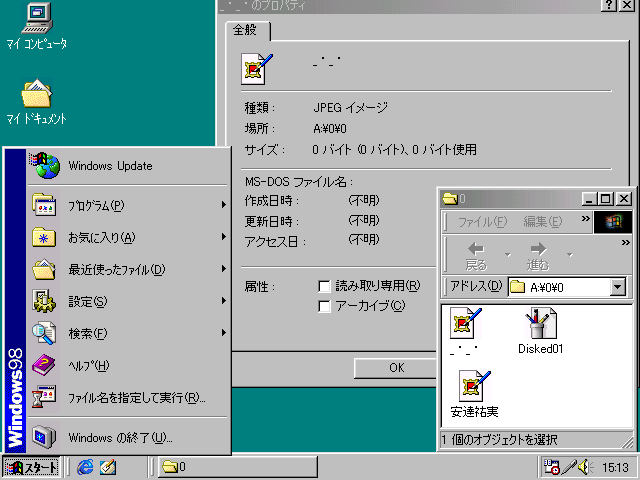 マイ コンピュータ
マイ ドキュメント
_・_・のプロパティ
全般
_・_・
種類： JPEG イメージ
場所： A:¥0¥0
サイズ： 0 バイト (0 バイト)、0 バイト使用
MS-DOS ファイル名：
作成日時： (不明)
更新日時： (不明)
アクセス日： (不明)
属性： 読み取り専用(R)
アーカイブ(C)
OK
Windows98
Windows Update
プログラム(P)
お気に入り(A)
最近使ったファイル(D)
設定(S)
検索(F)
ヘルプ(H)
ファイル名を指定して実行(R)...
Windows の終了(U)...
0
ファイル(F) 編集(E) »
戻る 進む »
アドレス(D) A:¥0¥0
_・_・ Disked01
安達祐実
1 個のオブジェクトを選択
スタート 0 15:13